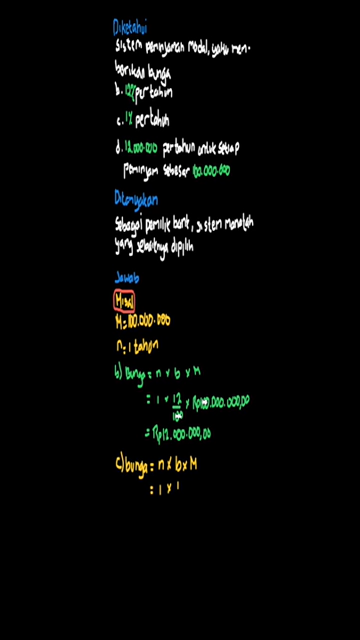 Diketahui
Sistem peminjaman modal, yaitu mem-
berikan bunga
b. 12% pertahun
c. 1% pertahun
d. 12.000.000 pertahun untuk setiap
peminjam sebesar 100.000.000
Ditanyakan
Sebagai pemilik bank, sistem manakah
yang sebaiknya dipilih
Jawab
Misal
M = 100.000.000
n = 1 tahun
b) Bunga = n × b × M
= 1 × 12/100 × Rp100.000.000,00
= Rp12.000.000,00
c) bunga = n × b × M
= 1 × 1